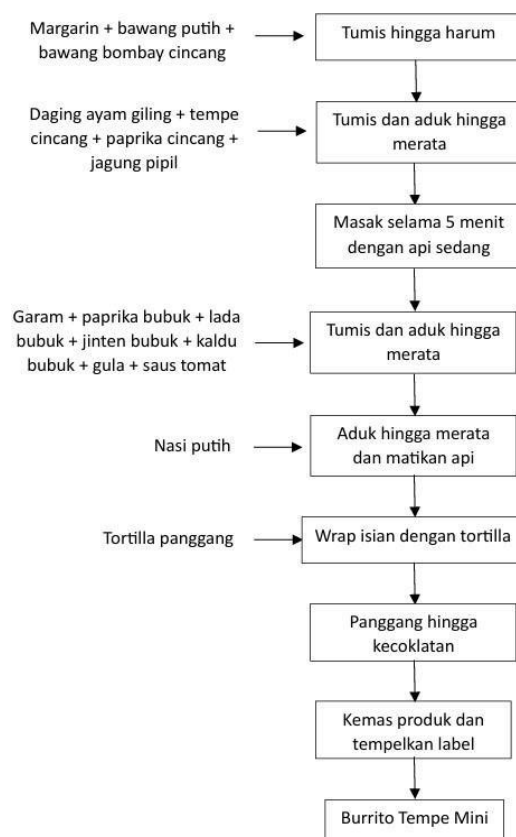 Margarin + bawang putih +
bawang bombay cincang
Tumis hingga harum
Daging ayam giling + tempe
cincang + paprika cincang +
jagung pipil
Tumis dan aduk hingga
merata
Masak selama 5 menit
dengan api sedang
Garam + paprika bubuk + lada
bubuk + jinten bubuk + kaldu
bubuk + gula + saus tomat
Tumis dan aduk hingga
merata
Nasi putih
Aduk hingga merata
dan matikan api
Tortilla panggang
Wrap isian dengan tortilla
Panggang hingga
kecoklatan
Kemas produk dan
tempelkan label
Burrito Tempe Mini